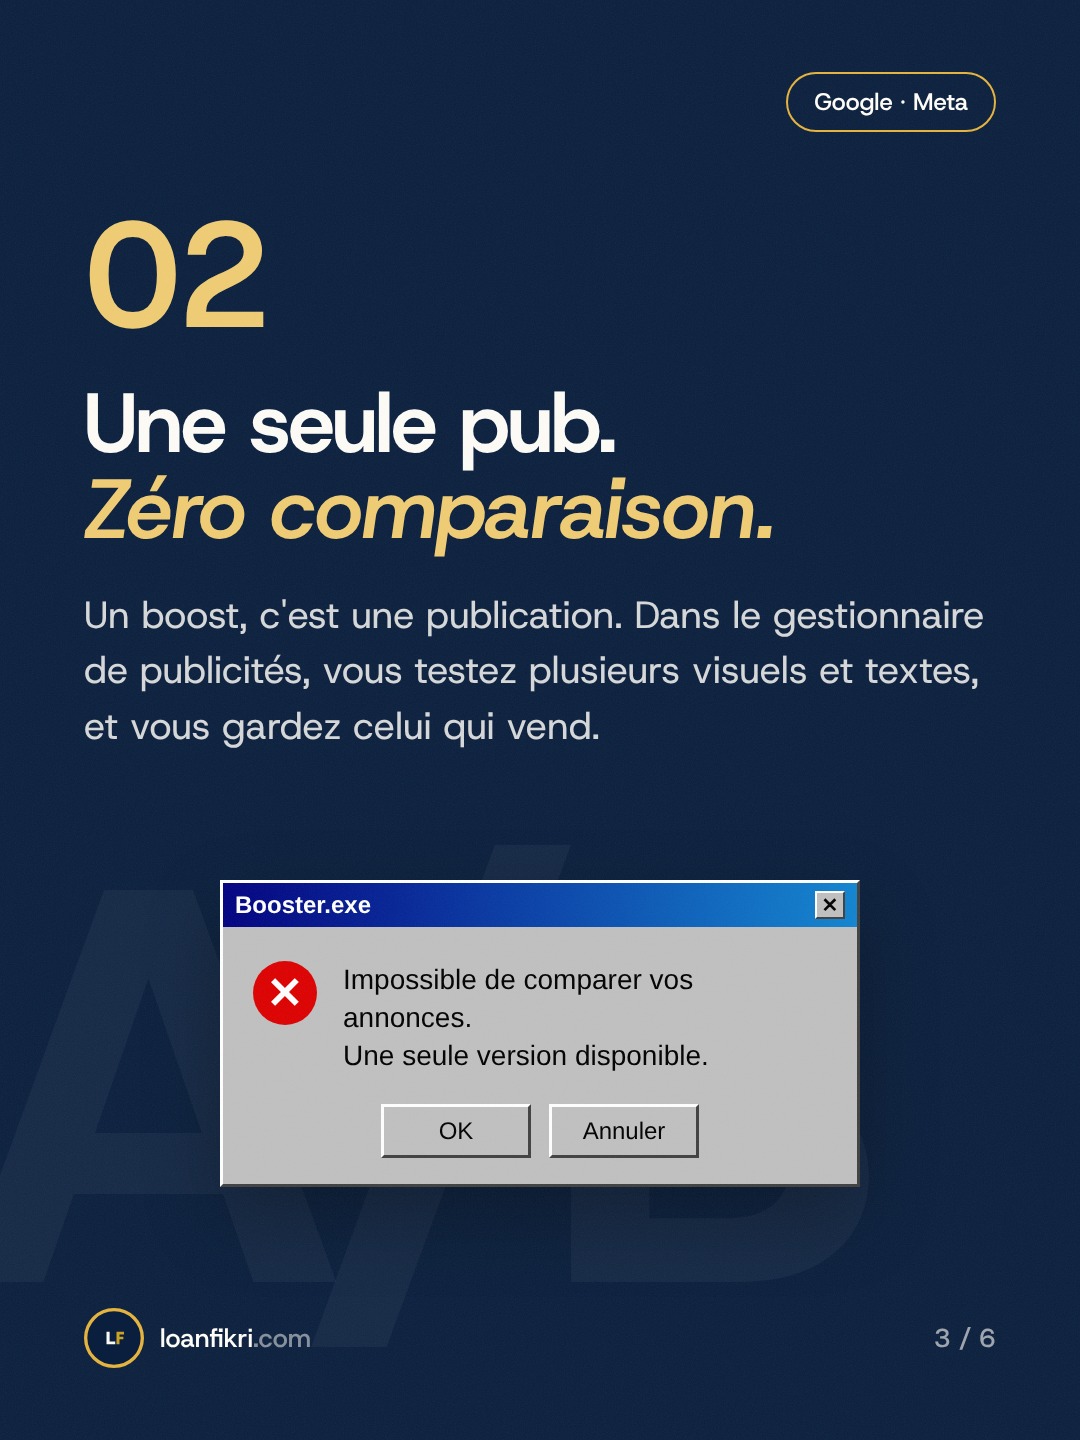 Google · Meta
02
Une seule pub.
Zéro comparaison.
Un boost, c'est une publication. Dans le gestionnaire
de publicités, vous testez plusieurs visuels et textes,
et vous gardez celui qui vend.
A/B
Booster.exe
Impossible de comparer vos
annonces.
Une seule version disponible.
OK
Annuler
LF
loanfikri.com
3 / 6